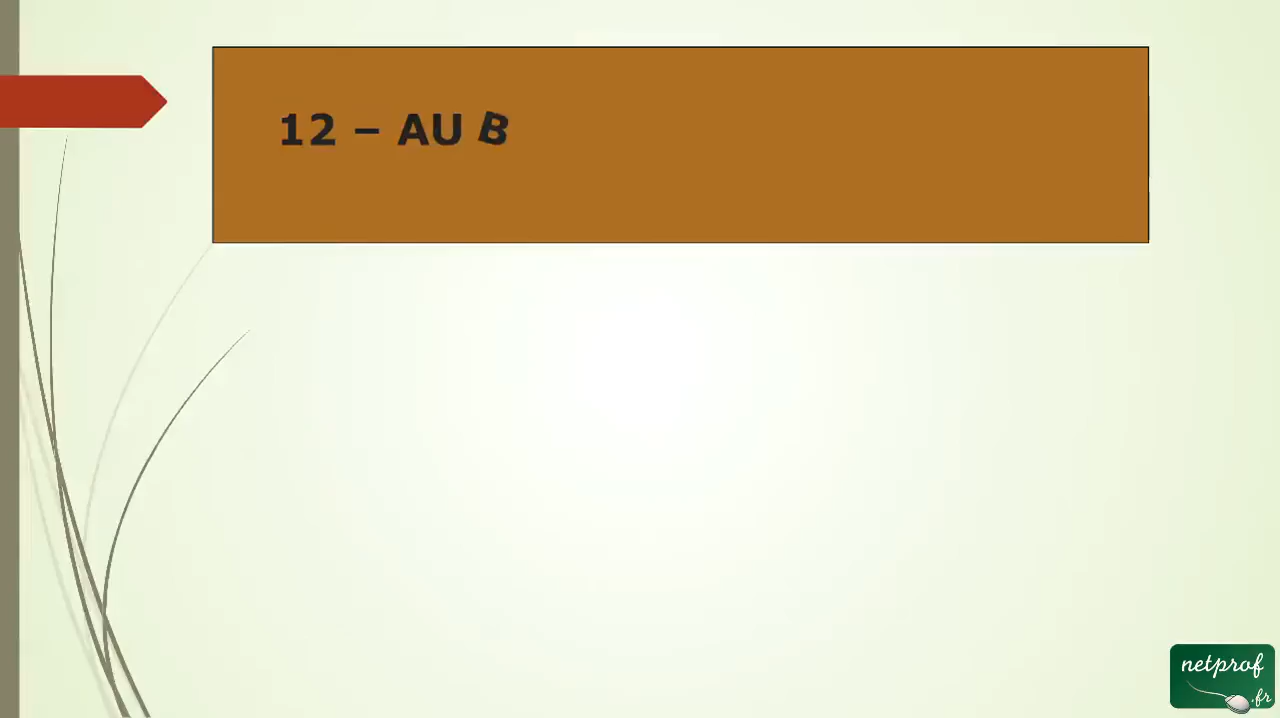 12 – AU B
netprof
.fr